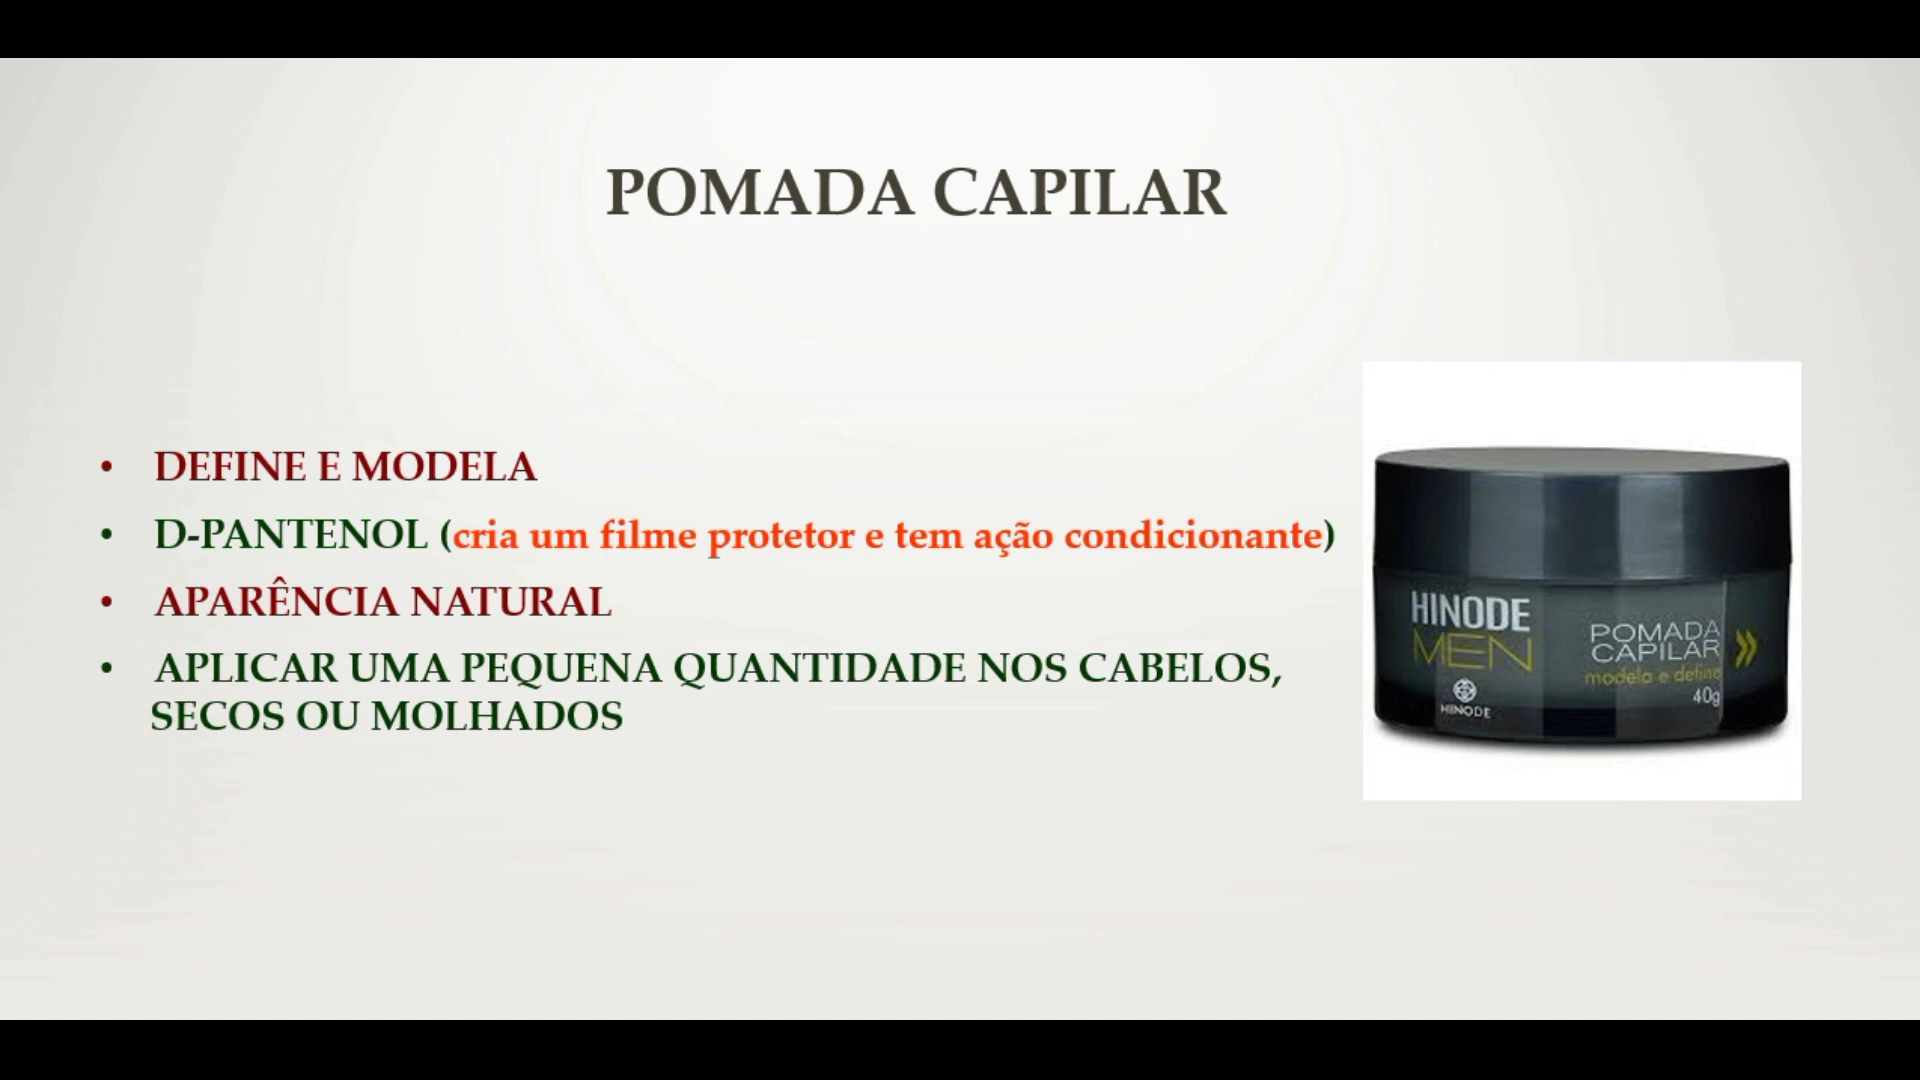 POMADA CAPILAR
• DEFINE E MODELA
• D-PANTENOL (cria um filme protetor e tem ação condicionante)
• APARÊNCIA NATURAL
• APLICAR UMA PEQUENA QUANTIDADE NOS CABELOS,
SECOS OU MOLHADOS
HINODE
MEN
HINODE
POMADA
CAPILAR
modela e define
40g